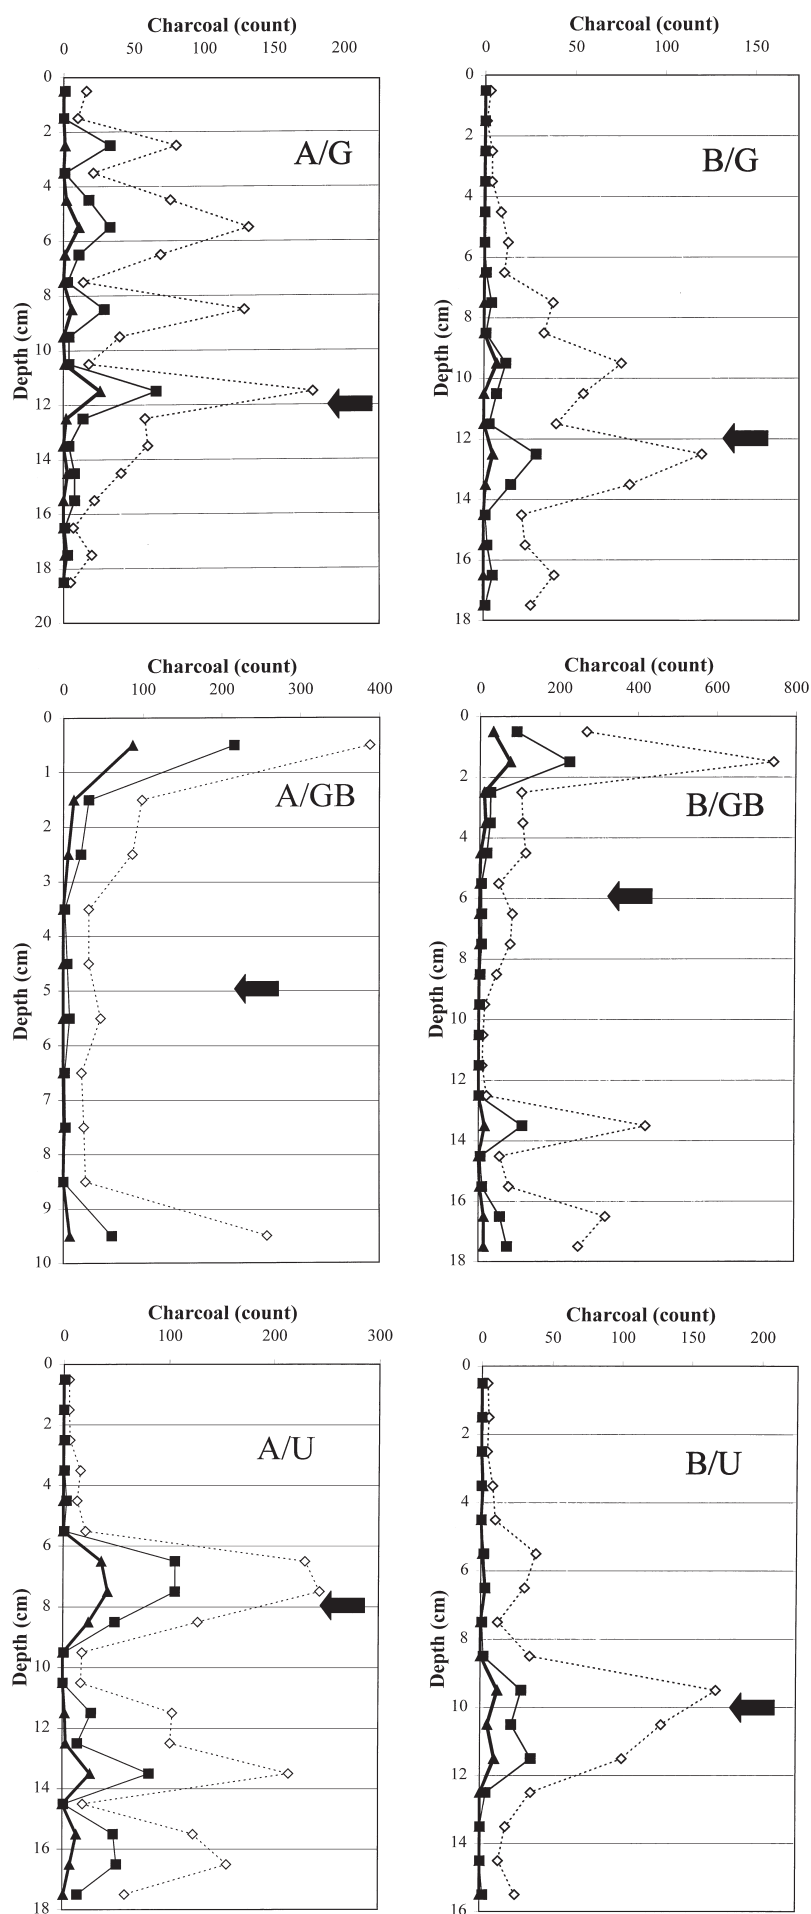 Charcoal (count)
0 50 100 150 200
0
2
4
6
8
10
12
14
16
18
20
Depth (cm)
A/G
Charcoal (count)
0 50 100 150
0
2
4
6
8
10
12
14
16
18
Depth (cm)
B/G
Charcoal (count)
0 100 200 300 400
0
1
2
3
4
5
6
7
8
9
10
Depth (cm)
A/GB
Charcoal (count)
0 200 400 600 800
0
2
4
6
8
10
12
14
16
18
Depth (cm)
B/GB
Charcoal (count)
0 100 200 300
0
2
4
6
8
10
12
14
16
18
Depth (cm)
A/U
Charcoal (count)
0 50 100 150 200
0
2
4
6
8
10
12
14
16
Depth (cm)
B/U